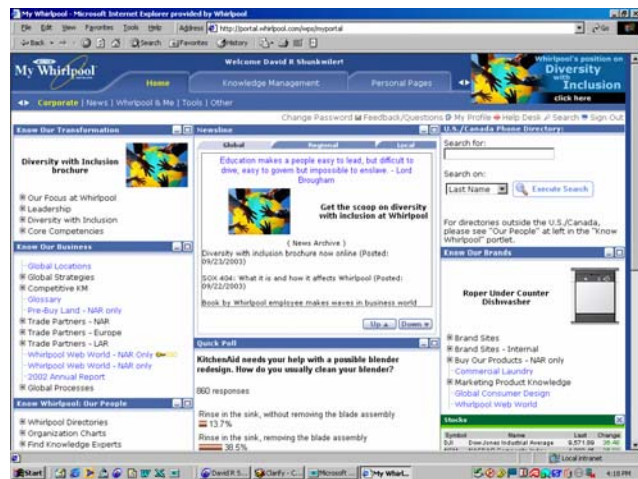 My Whirlpool - Microsoft Internet Explorer provided by Whirlpool
File Edit View Favorites Tools Help Address http://portal.whirlpool.com/wps/myportal Go
Back Search Favorites History
My Whirlpool
Welcome David R Shunkwiler!
Home Knowledge Management Personal Pages
Whirlpool's position on
Diversity
with
Inclusion
click here
Corporate | News | Whirlpool & Me | Tools | Other
Change Password Feedback/Questions My Profile Help Desk Search Sign Out
Know Our Transformation
Diversity with Inclusion
brochure
Our Focus at Whirlpool
Leadership
Diversity with Inclusion
Core Competencies
Know Our Business
Global Locations
Global Strategies
Competitive KM
Glossary
Pre-Buy Land - NAR only
Trade Partners - NAR
Trade Partners - Europe
Trade Partners - LAR
Whirlpool Web World - NAR Only
Whirlpool Web World - NAR only
2002 Annual Report
Global Processes
Know Whirlpool: Our People
Whirlpool Directories
Organization Charts
Find Knowledge Experts
Newsline
Global Regional Local
Education makes a people easy to lead, but difficult to
drive, easy to govern but impossible to enslave. - Lord
Brougham
Get the scoop on diversity
with inclusion at Whirlpool
( News Archive )
Diversity with inclusion brochure now online (Posted:
09/23/2003)
SOX 404: What it is and how it affects Whirlpool (Posted:
09/22/2003)
Book by Whirlpool employee makes waves in business world
Up Down
Quick Poll
KitchenAid needs your help with a possible blender
redesign. How do you usually clean your blender?
860 responses
Rinse in the sink, without removing the blade assembly
13.7%
Rinse in the sink, removing the blade assembly
38.5%
U.S./Canada Phone Directory:
Search for:
Search on:
Last Name Execute Search
For directories outside the U.S./Canada,
please see "Our People" at left in the "Know
Whirlpool" portlet.
Know Our Brands
Roper Under Counter
Dishwasher
Brand Sites
Brand Sites - Internal
Buy Our Products - NAR only
Commercial Laundry
Marketing Product Knowledge
Global Consumer Design
Whirlpool Web World
Stocks
Symbol Name Last Change
DJI Dow Jones Industrial Average
Local intranet
Start David R S... Clarify - C... Microsoft ... My Whirl... 4:18 PM